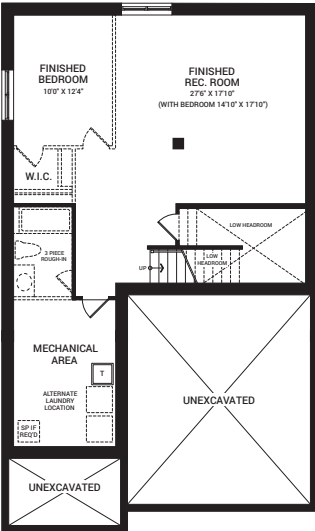 FINISHED
BEDROOM
10'0" X 12'4"
FINISHED
REC. ROOM
27'6" X 17'10"
(WITH BEDROOM 14'10" X 17'10")
W.I.C.
LOW HEADROOM
3 PIECE
ROUGH-IN
UP
LOW
HEADROOM
MECHANICAL
AREA
T
ALTERNATE
LAUNDRY
LOCATION
SP IF
REQ'D
UNEXCAVATED
UNEXCAVATED